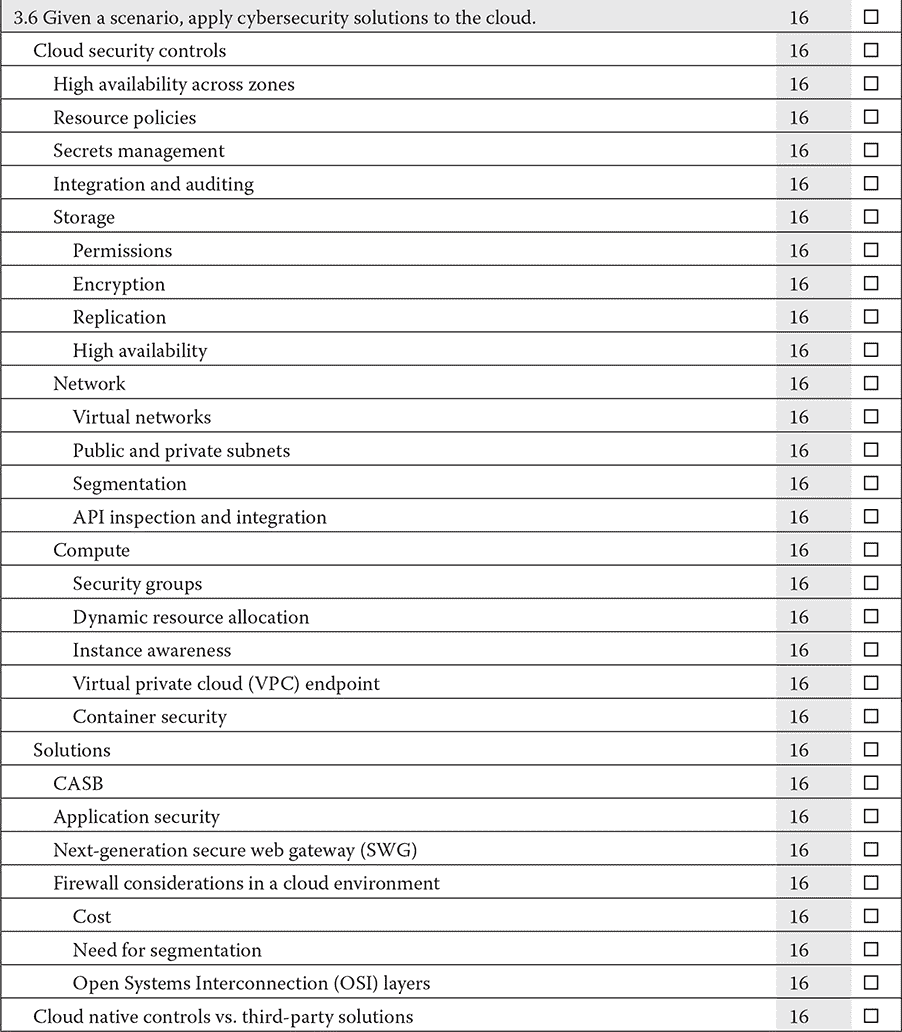 3.6 Given a scenario, apply cybersecurity solutions to the cloud. 16 ☐
Cloud security controls 16 ☐
High availability across zones 16 ☐
Resource policies 16 ☐
Secrets management 16 ☐
Integration and auditing 16 ☐
Storage 16 ☐
Permissions 16 ☐
Encryption 16 ☐
Replication 16 ☐
High availability 16 ☐
Network 16 ☐
Virtual networks 16 ☐
Public and private subnets 16 ☐
Segmentation 16 ☐
API inspection and integration 16 ☐
Compute 16 ☐
Security groups 16 ☐
Dynamic resource allocation 16 ☐
Instance awareness 16 ☐
Virtual private cloud (VPC) endpoint 16 ☐
Container security 16 ☐
Solutions 16 ☐
CASB 16 ☐
Application security 16 ☐
Next-generation secure web gateway (SWG) 16 ☐
Firewall considerations in a cloud environment 16 ☐
Cost 16 ☐
Need for segmentation 16 ☐
Open Systems Interconnection (OSI) layers 16 ☐
Cloud native controls vs. third-party solutions 16 ☐